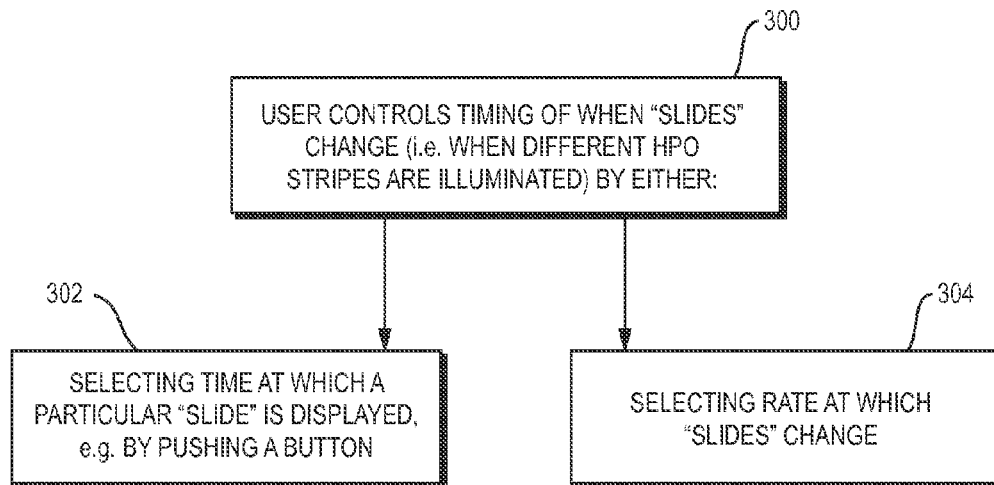 300
USER CONTROLS TIMING OF WHEN “SLIDES”
CHANGE (i.e. WHEN DIFFERENT HPO
STRIPES ARE ILLUMINATED) BY EITHER:
302
304
SELECTING TIME AT WHICH A
PARTICULAR “SLIDE” IS DISPLAYED,
e.g. BY PUSHING A BUTTON
SELECTING RATE AT WHICH
“SLIDES” CHANGE